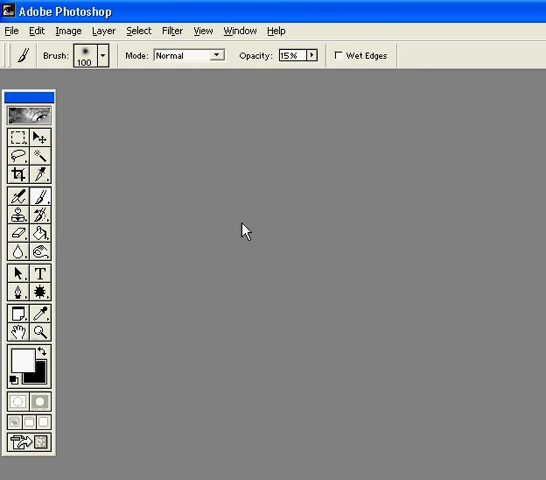 Adobe Photoshop
File Edit Image Layer Select Filter View Window Help
Brush: 100 Mode: Normal Opacity: 15% Wet Edges
T